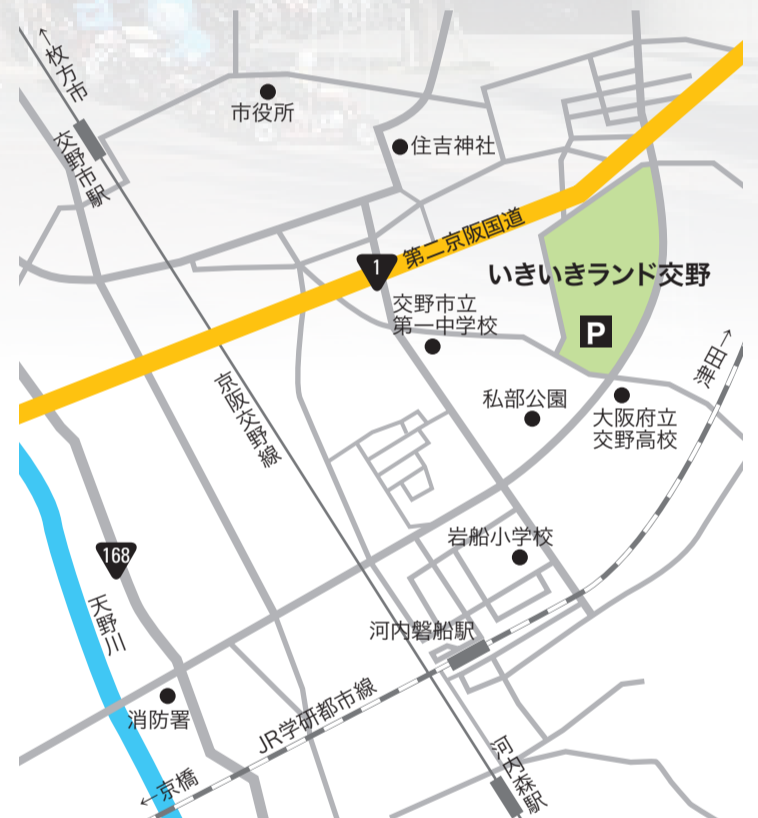 ←枚方市
市役所
交野市駅
住吉神社
第二京阪国道
1
いきいきランド交野
交野市立
第一中学校
P
津田→
京阪交野線
私部公園
大阪府立
交野高校
岩船小学校
168
天野川
河内磐船駅
消防署
JR学研都市線
←京橋
河内森駅